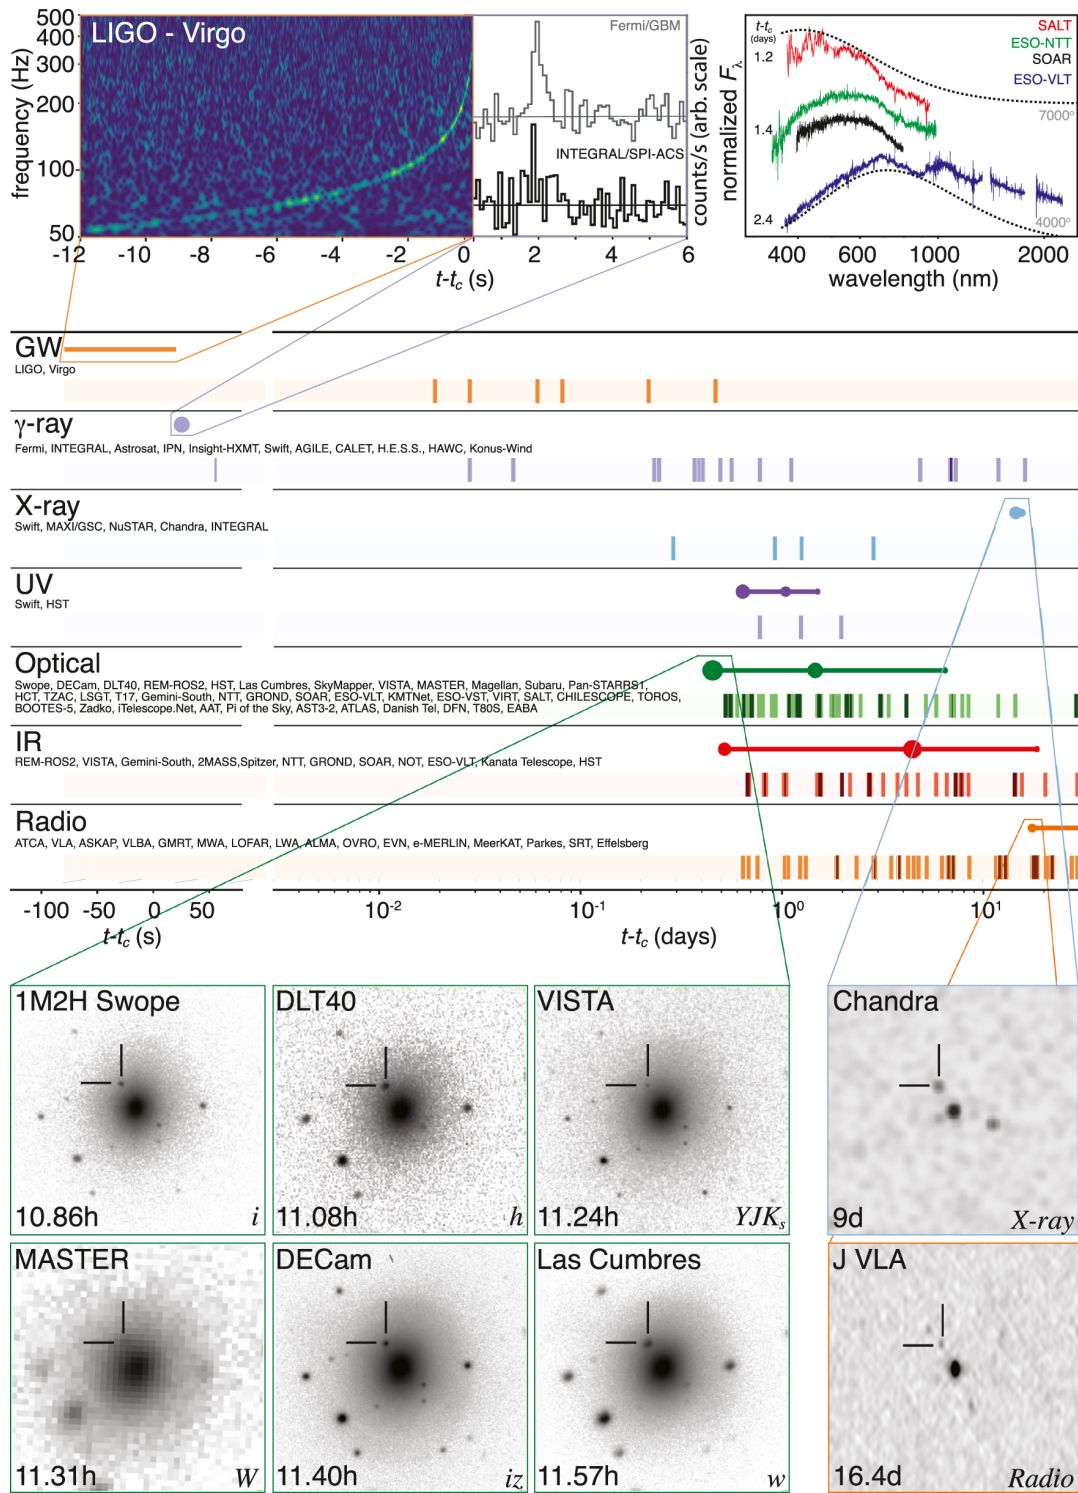 LIGO - Virgo
frequency (Hz)
500
400
300
200
100
50
Fermi/GBM
INTEGRAL/SPI-ACS
counts/s (arb. scale)
-12 -10 -8 -6 -4 -2 0 2 4 6
t-tc (s)
normalized Fλ
t-tc
(days)
1.2
1.4
2.4
SALT
ESO-NTT
SOAR
ESO-VLT
7000°
4000°
400 600 1000 2000
wavelength (nm)
GW
LIGO, Virgo
γ-ray
Fermi, INTEGRAL, Astrosat, IPN, Insight-HXMT, Swift, AGILE, CALET, H.E.S.S., HAWC, Konus-Wind
X-ray
Swift, MAXI/GSC, NuSTAR, Chandra, INTEGRAL
UV
Swift, HST
Optical
Swope, DECam, DLT40, REM-ROS2, HST, Las Cumbres, SkyMapper, VISTA, MASTER, Magellan, Subaru, Pan-STARRS1,
HCT, TZAC, LSGT, T17, Gemini-South, NTT, GROND, SOAR, ESO-VLT, KMTNet, ESO-VST, VIRT, SALT, CHILESCOPE, TOROS,
BOOTES-5, Zadko, iTelescope.Net, AAT, Pi of the Sky, AST3-2, ATLAS, Danish Tel, DFN, T80S, EABA
IR
REM-ROS2, VISTA, Gemini-South, 2MASS,Spitzer, NTT, GROND, SOAR, NOT, ESO-VLT, Kanata Telescope, HST
Radio
ATCA, VLA, ASKAP, VLBA, GMRT, MWA, LOFAR, LWA, ALMA, OVRO, EVN, e-MERLIN, MeerKAT, Parkes, SRT, Effelsberg
-100 -50 0 50 10⁻² 10⁻¹ 10⁰ 10¹
t-tc (s) t-tc (days)
1M2H Swope
10.86h i
DLT40
11.08h h
VISTA
11.24h YJKs
Chandra
9d X-ray
MASTER
11.31h W
DECam
11.40h iz
Las Cumbres
11.57h w
J VLA
16.4d Radio